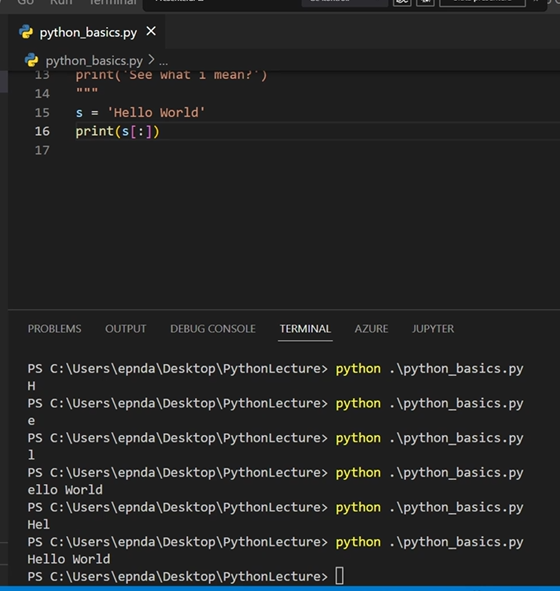 Go Run Terminal
python_basics.py
python_basics.py > ...
13 print('See what i mean?')
14 """
15 s = 'Hello World'
16 print(s[:])
17
PROBLEMS OUTPUT DEBUG CONSOLE TERMINAL AZURE JUPYTER
PS C:\Users\epnda\Desktop\PythonLecture> python .\python_basics.py
H
PS C:\Users\epnda\Desktop\PythonLecture> python .\python_basics.py
e
PS C:\Users\epnda\Desktop\PythonLecture> python .\python_basics.py
l
PS C:\Users\epnda\Desktop\PythonLecture> python .\python_basics.py
ello World
PS C:\Users\epnda\Desktop\PythonLecture> python .\python_basics.py
Hel
PS C:\Users\epnda\Desktop\PythonLecture> python .\python_basics.py
Hello World
PS C:\Users\epnda\Desktop\PythonLecture>